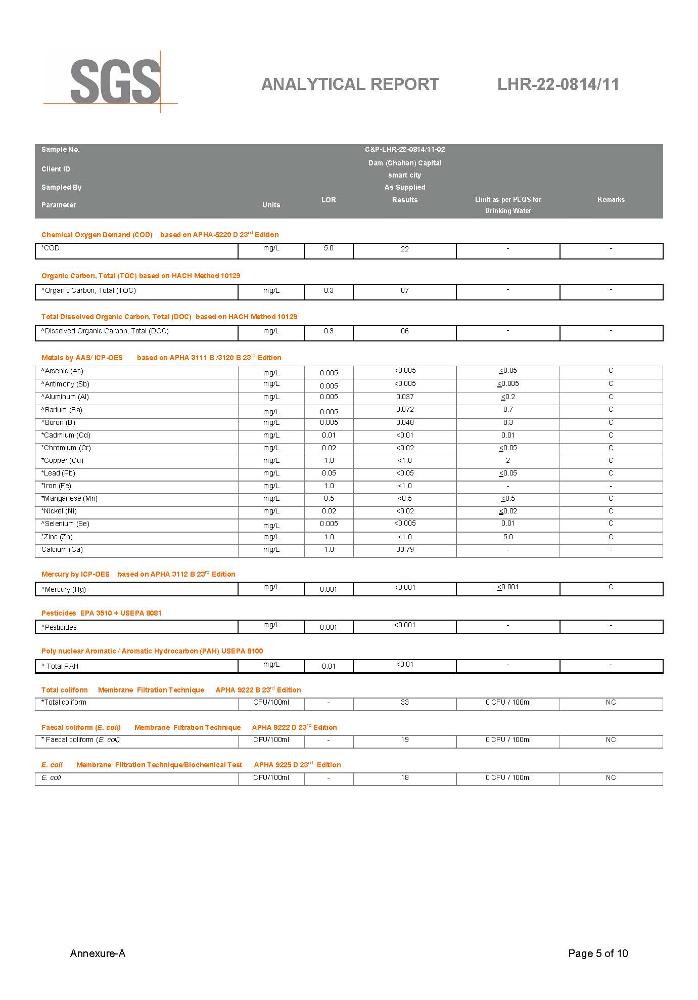 SGS
ANALYTICAL REPORT LHR-22-0814/11
Sample No. C&P-LHR-22-0814/11-02
Client ID Dam (Chahan) Capital smart city
Sampled By As Supplied
Parameter Units LOR Results Limit as per PEQS for Drinking Water Remarks
Chemical Oxygen Demand (COD) based on APHA-5220 D 23rd Edition
*COD mg/L 5.0 22 - -
Organic Carbon, Total (TOC) based on HACH Method 10129
^Organic Carbon, Total (TOC) mg/L 0.3 07 - -
Total Dissolved Organic Carbon, Total (DOC) based on HACH Method 10129
^Dissolved Organic Carbon, Total (DOC) mg/L 0.3 06 - -
Metals by AAS/ ICP-OES based on APHA 3111 B /3120 B 23rd Edition
^Arsenic (As) mg/L 0.005 <0.005 ≤0.05 C
^Antimony (Sb) mg/L 0.005 <0.005 ≤0.005 C
^Aluminum (Al) mg/L 0.005 0.037 ≤0.2 C
^Barium (Ba) mg/L 0.005 0.072 0.7 C
^Boron (B) mg/L 0.005 0.048 0.3 C
*Cadmium (Cd) mg/L 0.01 <0.01 0.01 C
*Chromium (Cr) mg/L 0.02 <0.02 ≤0.05 C
*Copper (Cu) mg/L 1.0 <1.0 2 C
*Lead (Pb) mg/L 0.05 <0.05 ≤0.05 C
*Iron (Fe) mg/L 1.0 <1.0 - -
*Manganese (Mn) mg/L 0.5 <0.5 ≤0.5 C
*Nickel (Ni) mg/L 0.02 <0.02 ≤0.02 C
^Selenium (Se) mg/L 0.005 <0.005 0.01 C
*Zinc (Zn) mg/L 1.0 <1.0 5.0 C
Calcium (Ca) mg/L 1.0 33.79 - -
Mercury by ICP-OES based on APHA 3112 B 23rd Edition
^Mercury (Hg) mg/L 0.001 <0.001 ≤0.001 C
Pesticides EPA 3510 + USEPA 8081
^Pesticides mg/L 0.001 <0.001 - -
Poly nuclear Aromatic / Aromatic Hydrocarbon (PAH) USEPA 8100
^ Total PAH mg/L 0.01 <0.01 - -
Total coliform Membrane Filtration Technique APHA 9222 B 23rd Edition
*Total coliform CFU/100ml - 33 0 CFU / 100ml NC
Faecal coliform (E. coli) Membrane Filtration Technique APHA 9222 D 23rd Edition
* Faecal coliform (E. coli) CFU/100ml - 19 0 CFU / 100ml NC
E. coli Membrane Filtration Technique/Biochemical Test APHA 9225 D 23rd Edition
E. coli CFU/100ml - 18 0 CFU / 100ml NC
Annexure-A Page 5 of 10